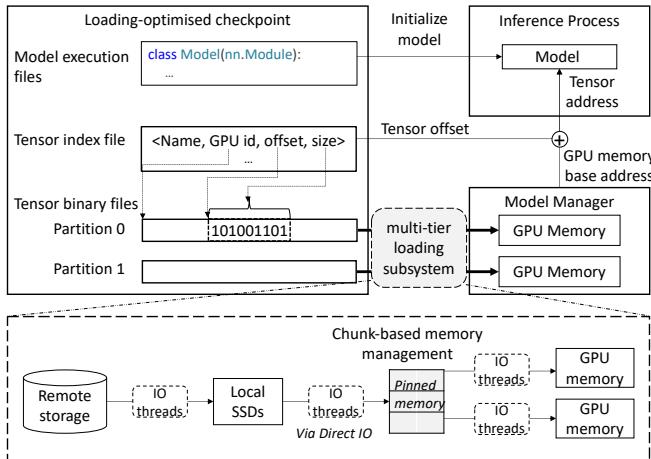 Loading-optimised checkpoint
Initialize
model
Inference Process
Model execution
files
class Model(nn.Module):
…
Model
Tensor
address
Tensor index file
<Name, GPU id, offset, size>
…
Tensor offset
+
GPU memory
base address
Tensor binary files
Partition 0
101001101
Partition 1
multi-tier
loading
subsystem
Model Manager
GPU Memory
GPU Memory
Chunk-based memory
management
Remote
storage
IO
threads
Local
SSDs
IO
threads
Via Direct IO
Pinned
memory
IO
threads
GPU
memory
IO
threads
GPU
memory